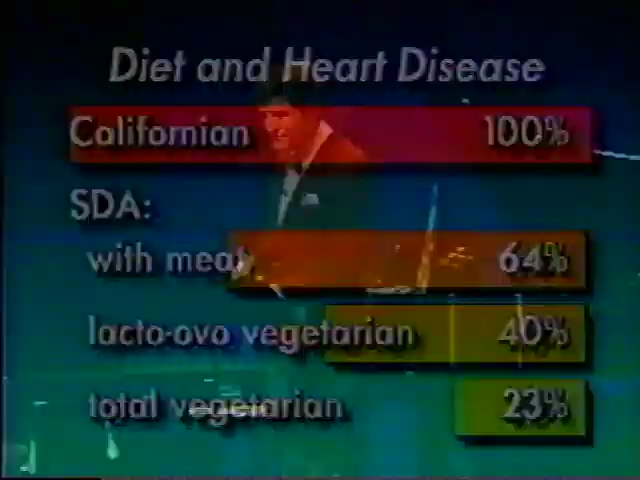 Diet and Heart Disease
Californian 100%
SDA:
with meat 64%
lacto-ovo vegetarian 40%
total vegetarian 23%